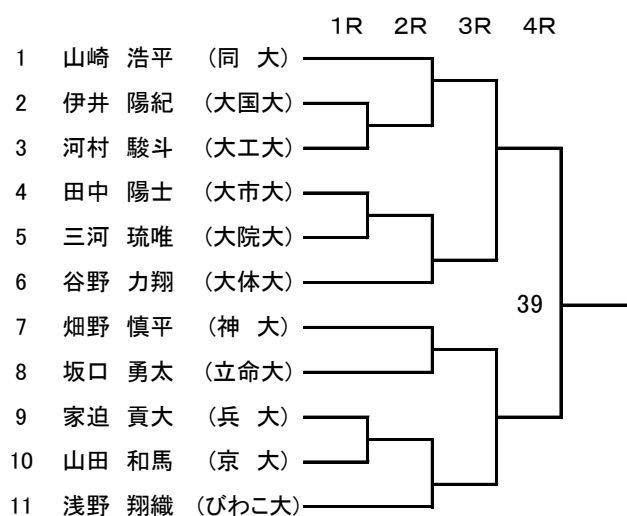 1R 2R 3R 4R
1 山崎 浩平 (同 大)
2 伊井 陽紀 (大国大)
3 河村 駿斗 (大工大)
4 田中 陽士 (大市大)
5 三河 琉唯 (大院大)
6 谷野 力翔 (大体大)
39
7 畑野 慎平 (神 大)
8 坂口 勇太 (立命大)
9 家迫 貢大 (兵 大)
10 山田 和馬 (京 大)
11 浅野 翔織 (びわこ大)